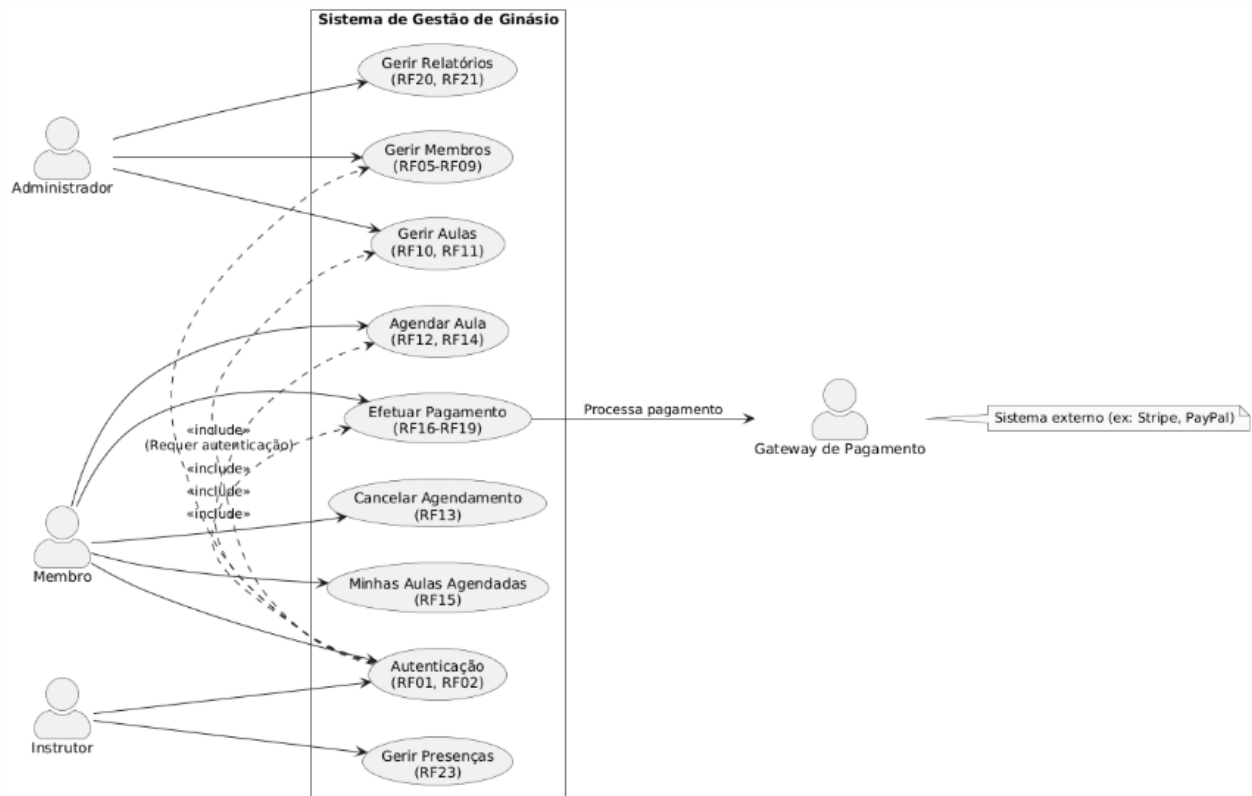 Sistema de Gestão de Ginásio
Gerir Relatórios
(RF20, RF21)
Gerir Membros
(RF05-RF09)
Administrador
Gerir Aulas
(RF10, RF11)
Agendar Aula
(RF12, RF14)
Efetuar Pagamento
(RF16-RF19)
Processa pagamento
Gateway de Pagamento
Sistema externo (ex: Stripe, PayPal)
«include»
(Requer autenticação)
«include»
«include»
«include»
Cancelar Agendamento
(RF13)
Membro
Minhas Aulas Agendadas
(RF15)
Autenticação
(RF01, RF02)
Instrutor
Gerir Presenças
(RF23)